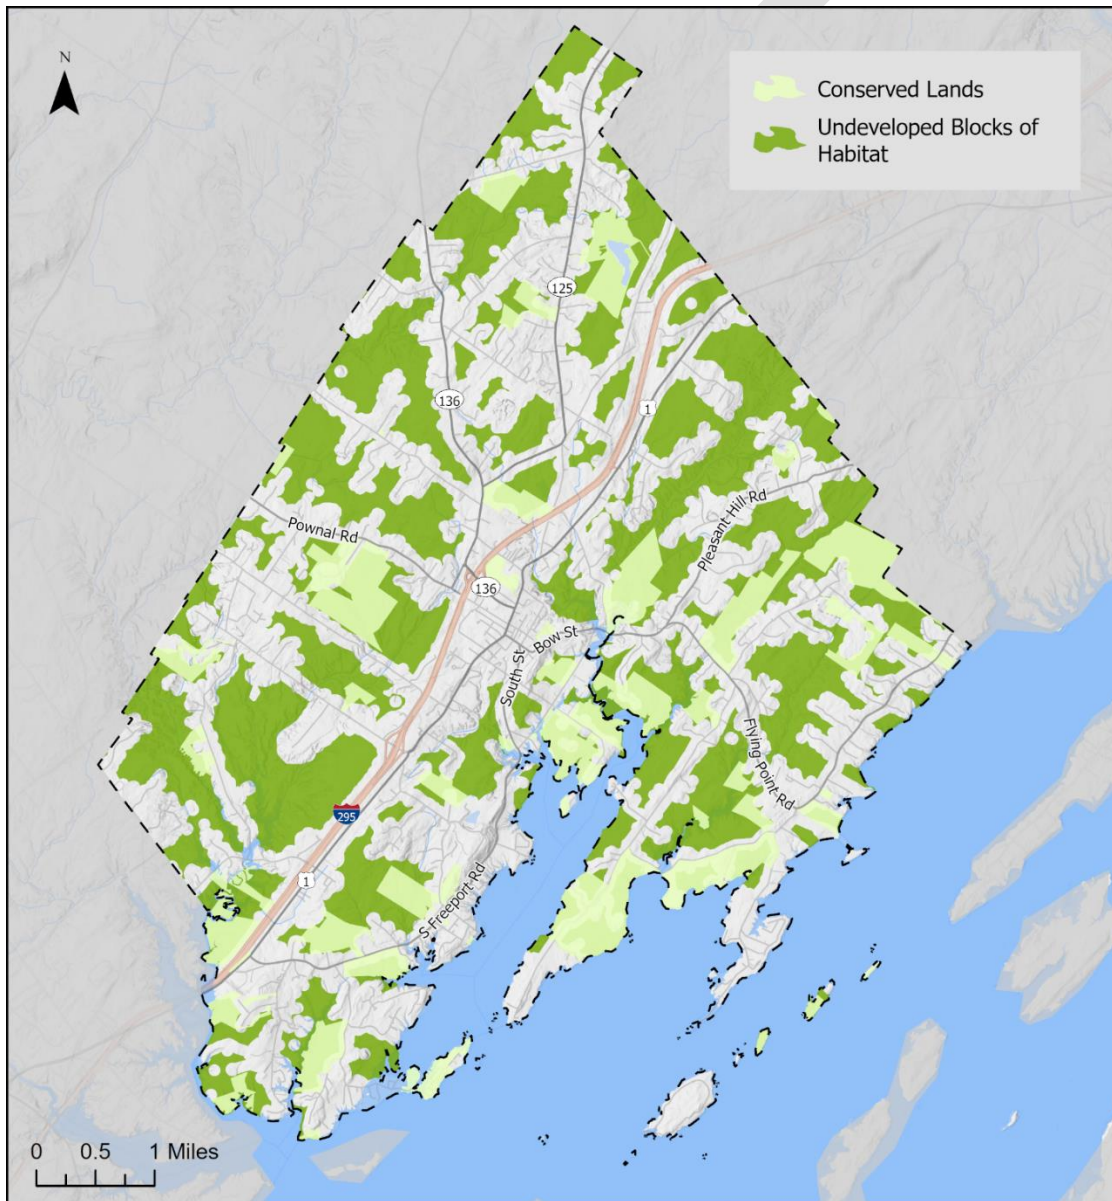 N
Conserved Lands
Undeveloped Blocks of
Habitat
125
136
1
Pownal Rd
Pleasant Hill Rd
136
Bow St
South St
Flying Point Rd
295
1
S Freeport Rd
0 0.5 1 Miles